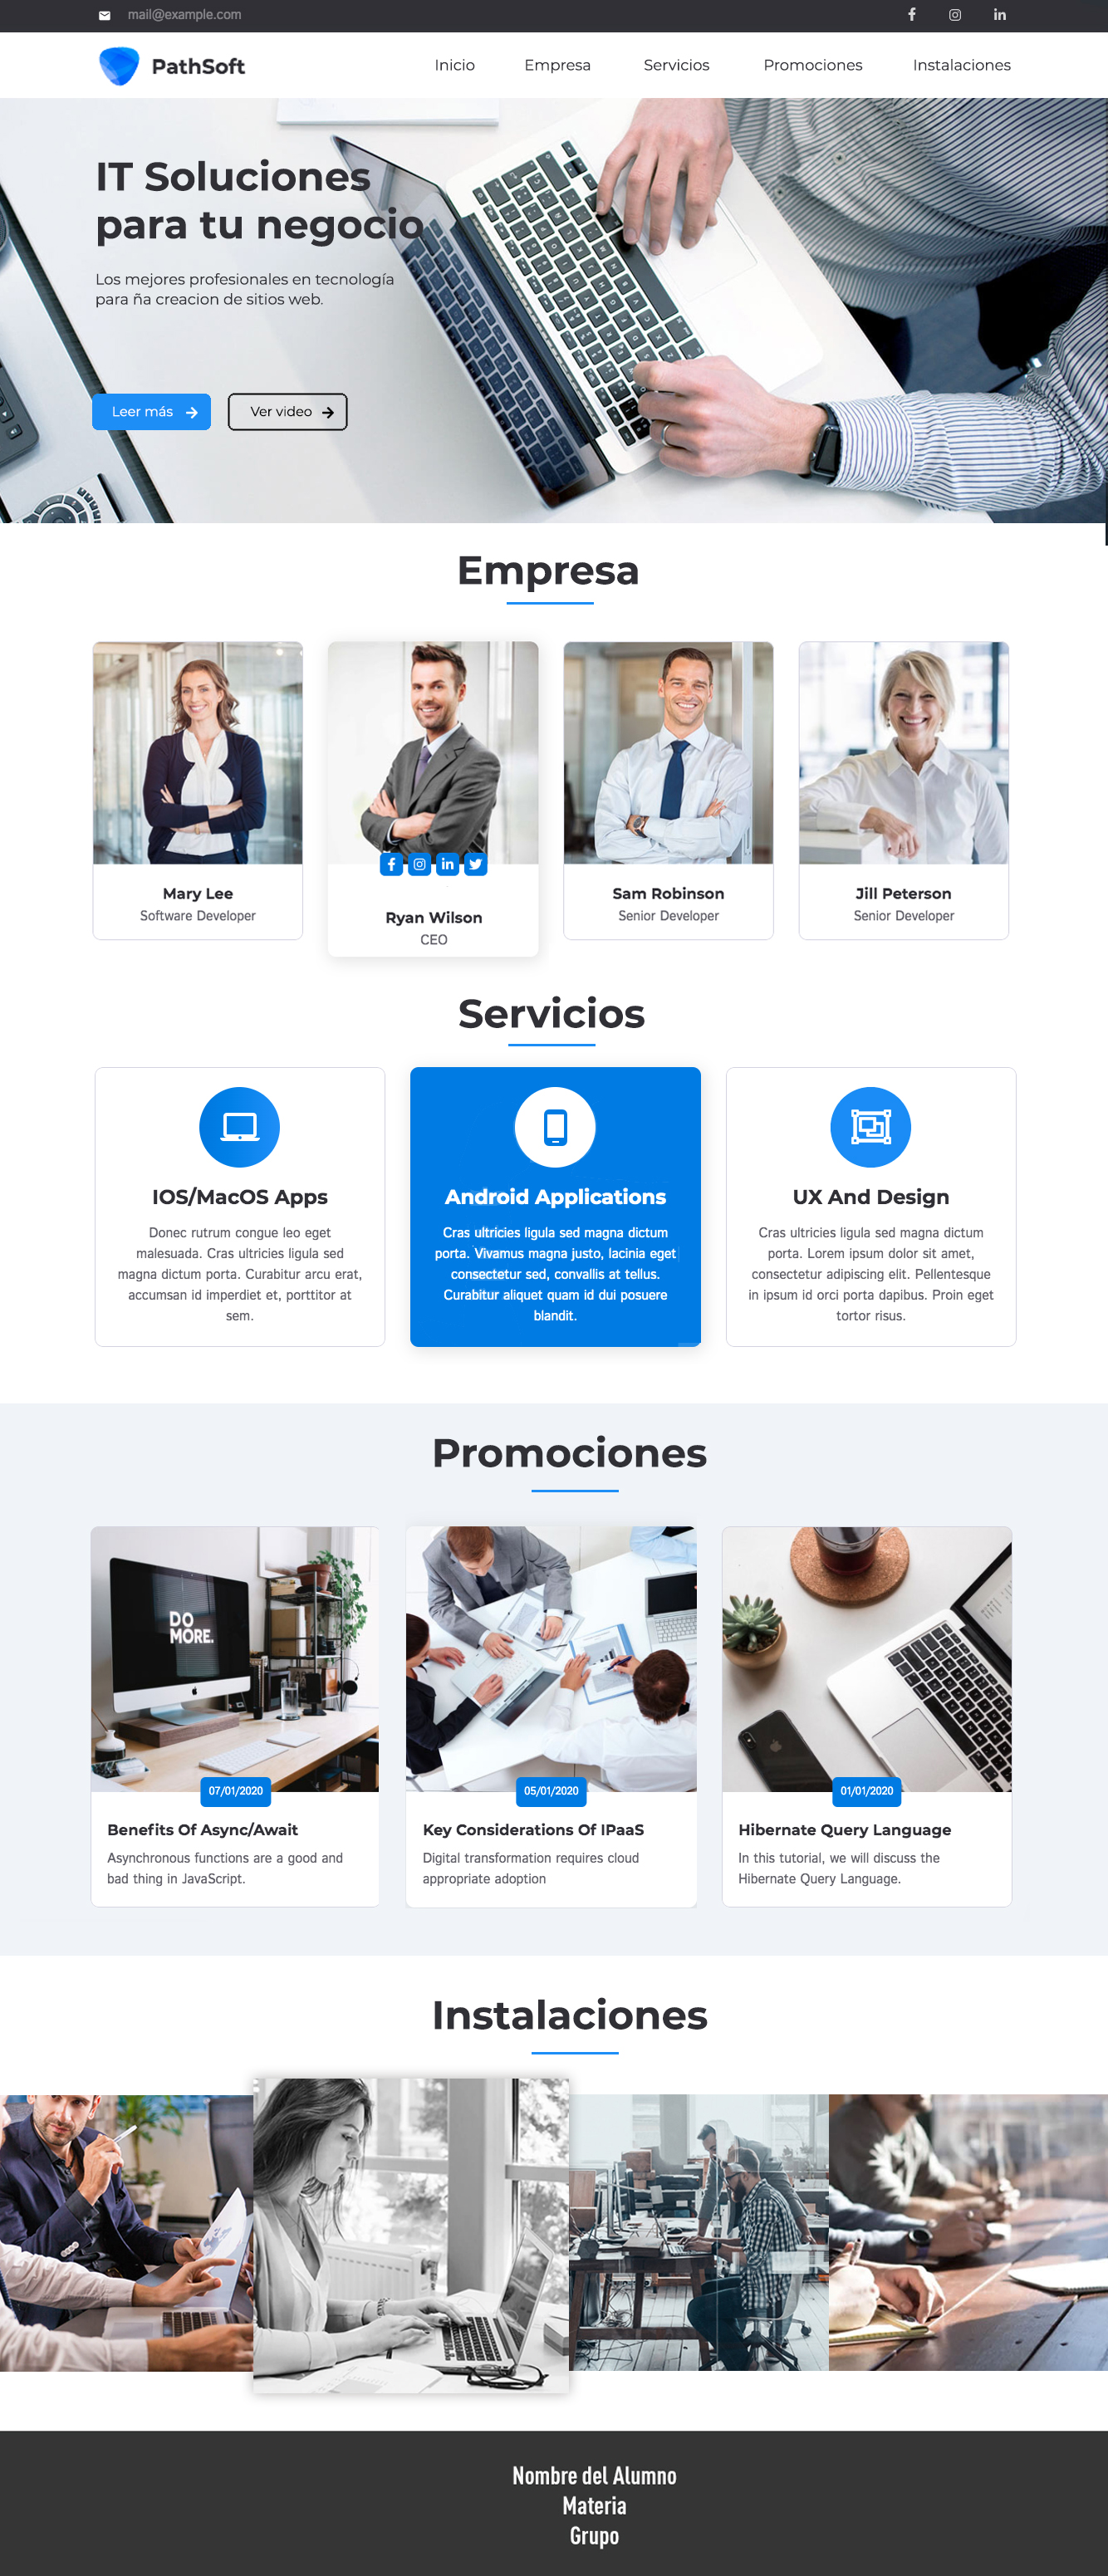 mail@example.com
PathSoft
Inicio
Empresa
Servicios
Promociones
Instalaciones
IT Soluciones
para tu negocio
Los mejores profesionales en tecnología
para ña creacion de sitios web.
Leer más
Ver video
Empresa
Mary Lee
Software Developer
Ryan Wilson
CEO
Sam Robinson
Senior Developer
Jill Peterson
Senior Developer
Servicios
IOS/MacOS Apps
Donec rutrum congue leo eget
malesuada. Cras ultricies ligula sed
magna dictum porta. Curabitur arcu erat,
accumsan id imperdiet et, porttitor at
sem.
Android Applications
Cras ultricies ligula sed magna dictum
porta. Vivamus magna justo, lacinia eget
consectetur sed, convallis at tellus.
Curabitur aliquet quam id dui posuere
blandit.
UX And Design
Cras ultricies ligula sed magna dictum
porta. Lorem ipsum dolor sit amet,
consectetur adipiscing elit. Pellentesque
in ipsum id orci porta dapibus. Proin eget
tortor risus.
Promociones
DO
MORE.
07/01/2020
Benefits Of Async/Await
Asynchronous functions are a good and
bad thing in JavaScript.
05/01/2020
Key Considerations Of IPaaS
Digital transformation requires cloud
appropriate adoption
01/01/2020
Hibernate Query Language
In this tutorial, we will discuss the
Hibernate Query Language.
Instalaciones
Nombre del Alumno
Materia
Grupo